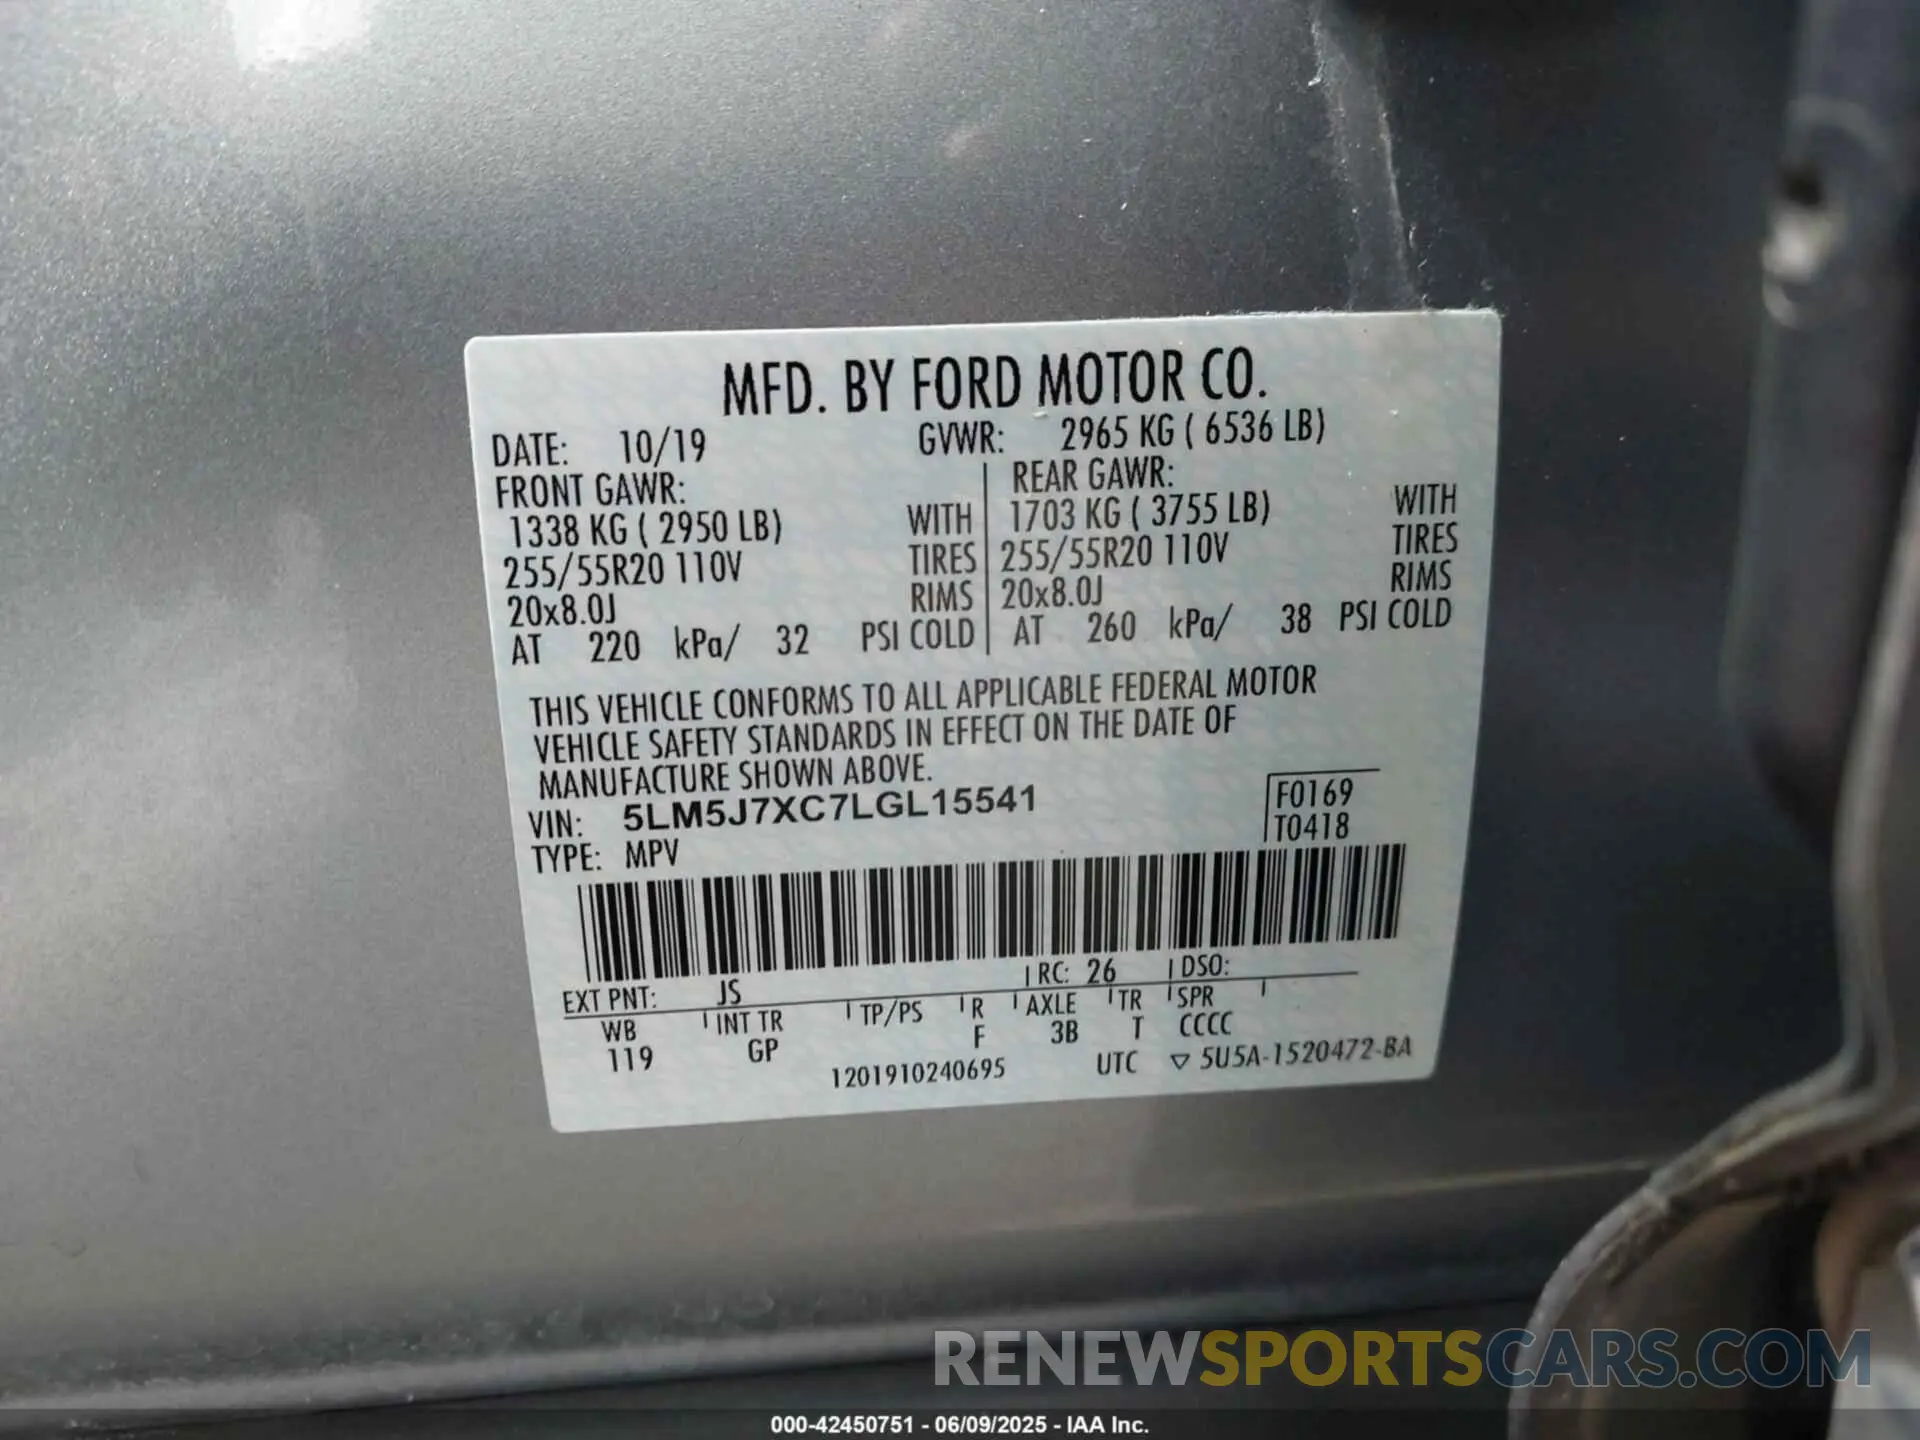 MFD. BY FORD MOTOR CO.
DATE: 10/19 GVWR: 2965 KG ( 6536 LB)
FRONT GAWR: REAR GAWR:
1338 KG ( 2950 LB) WITH 1703 KG ( 3755 LB) WITH
255/55R20 110V TIRES 255/55R20 110V TIRES
20x8.0J RIMS 20x8.0J RIMS
AT 220 kPa/ 32 PSI COLD AT 260 kPa/ 38 PSI COLD
THIS VEHICLE CONFORMS TO ALL APPLICABLE FEDERAL MOTOR
VEHICLE SAFETY STANDARDS IN EFFECT ON THE DATE OF
MANUFACTURE SHOWN ABOVE.
VIN: 5LM5J7XC7LGL15541 F0169
TYPE: MPV T0418
EXT PNT: JS RC: 26 DSO:
WB INT TR TP/PS R AXLE TR SPR
119 GP F 3B T CCCC
1201910240695 UTC ▽ 5U5A-1520472-BA
RENEWSPORTSCARS.COM
000-42450751 - 06/09/2025 - IAA Inc.